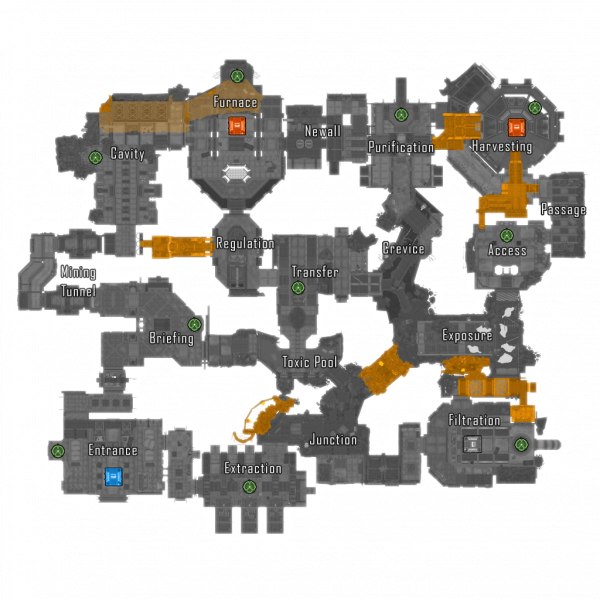 Furnace
Newall
Cavity
Purification
Harvesting
Passage
Regulation
Crevice
Access
Mining
Tunnel
Transfer
Briefing
Exposure
Toxic Pool
Filtration
Entrance
Junction
Extraction